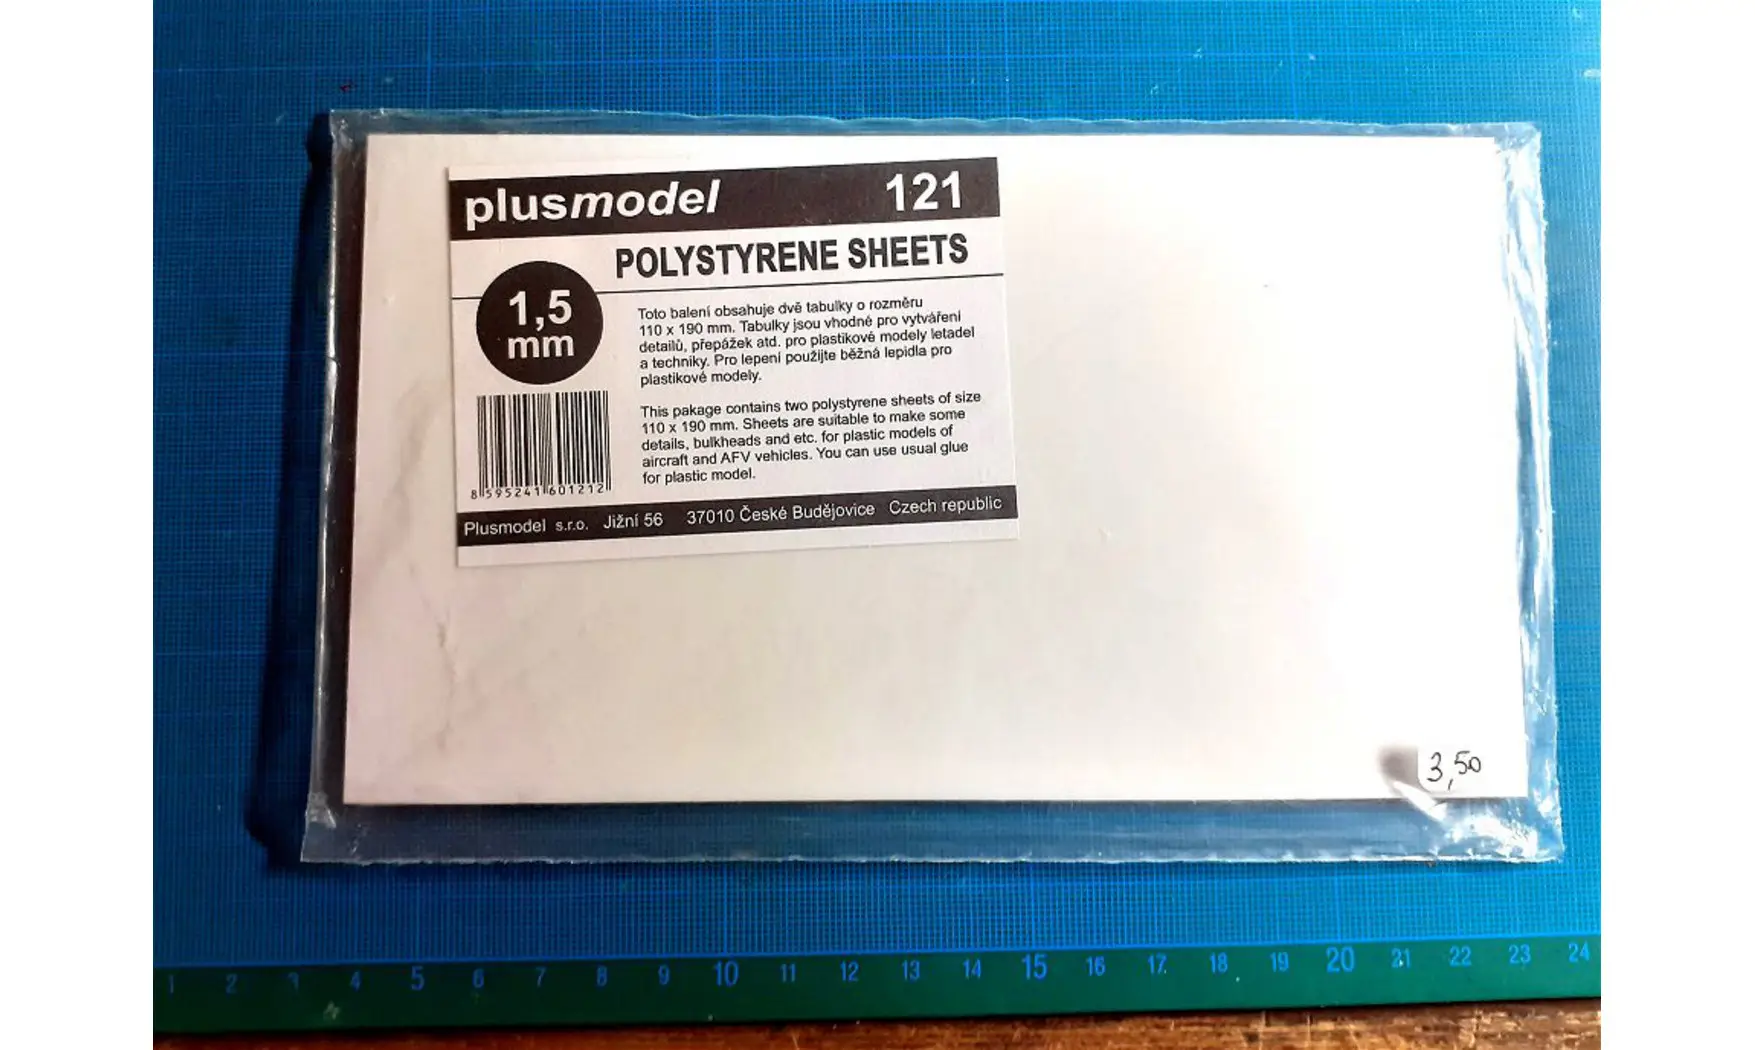 plusmodel 121
POLYSTYRENE SHEETS
1,5
mm
Toto balení obsahuje dvě tabulky o rozměru
110 x 190 mm. Tabulky jsou vhodné pro vytváření
detailů, přepážek atd. pro plastikové modely letadel
a techniky. Pro lepení použijte běžná lepidla pro
plastikové modely.
This pakage contains two polystyrene sheets of size
110 x 190 mm. Sheets are suitable to make some
details, bulkheads and etc. for plastic models of
aircraft and AFV vehicles. You can use usual glue
for plastic model.
8 595241 601212
Plusmodel s.r.o. Jižní 56 37010 České Budějovice Czech republic
3,50
1 2 3 4 5 6 7 8 9 10 11 12 13 14 15 16 17 18 19 20 21 22 23 24